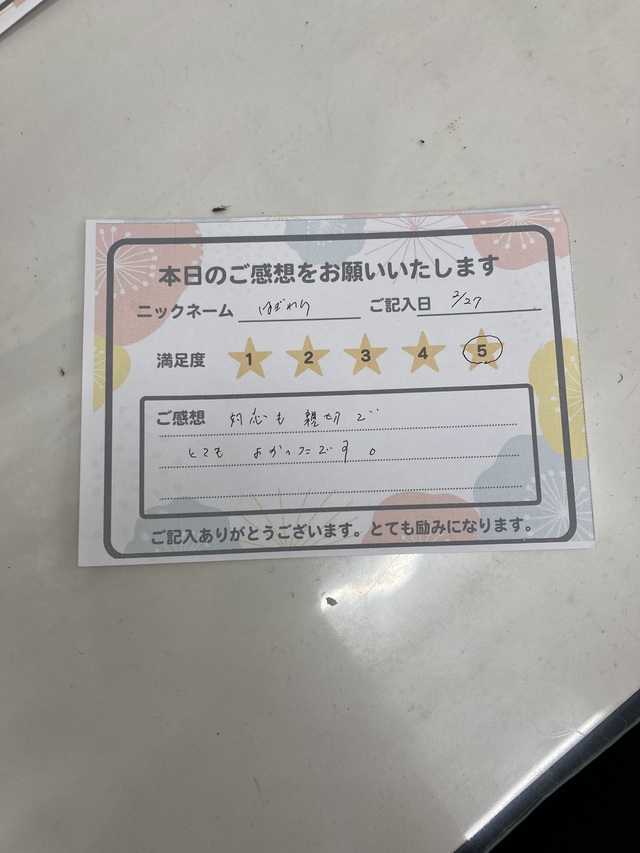 本日のご感想をお願いいたします
ニックネーム ほぎわり ご記入日 2/27
満足度 1 2 3 4 5
ご感想 対応も親切で
とても よかったです。
ご記入ありがとうございます。とても励みになります。